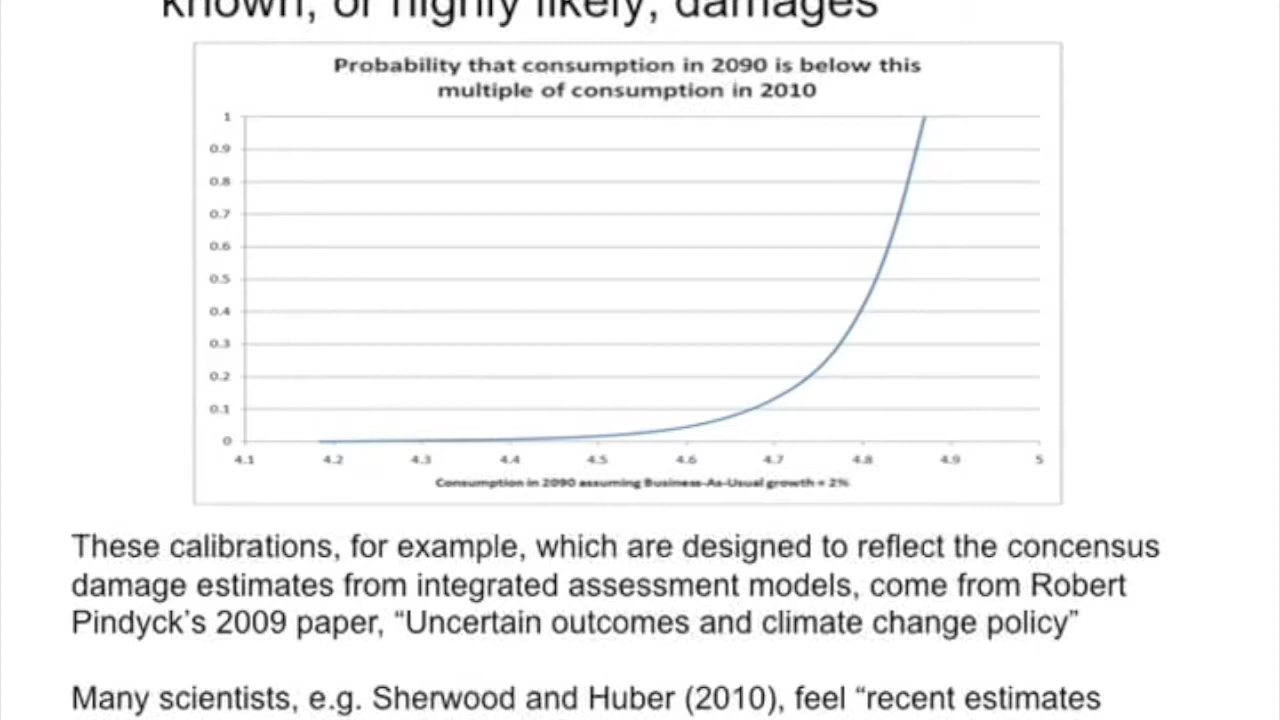 known, or highly likely, damages
Probability that consumption in 2090 is below this
multiple of consumption in 2010
1
0.9
0.8
0.7
0.6
0.5
0.4
0.3
0.2
0.1
0
4.1 4.2 4.3 4.4 4.5 4.6 4.7 4.8 4.9 5
Consumption in 2090 assuming Business-As-Usual growth = 2%
These calibrations, for example, which are designed to reflect the concensus
damage estimates from integrated assessment models, come from Robert
Pindyck’s 2009 paper, “Uncertain outcomes and climate change policy”
Many scientists, e.g. Sherwood and Huber (2010), feel “recent estimates